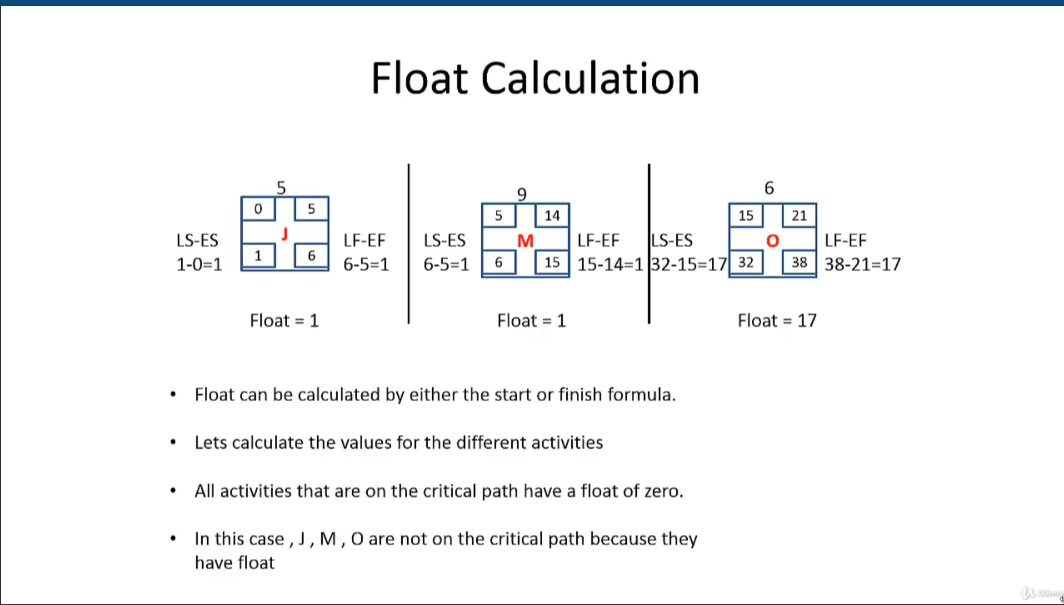 Float Calculation
5
0 5
J
1 6
LS-ES
1-0=1
LF-EF
6-5=1
Float = 1
9
5 14
M
6 15
LS-ES
6-5=1
LF-EF
15-14=1
Float = 1
6
15 21
O
32 38
LS-ES
32-15=17
LF-EF
38-21=17
Float = 17
• Float can be calculated by either the start or finish formula.
• Lets calculate the values for the different activities
• All activities that are on the critical path have a float of zero.
• In this case , J , M , O are not on the critical path because they
have float